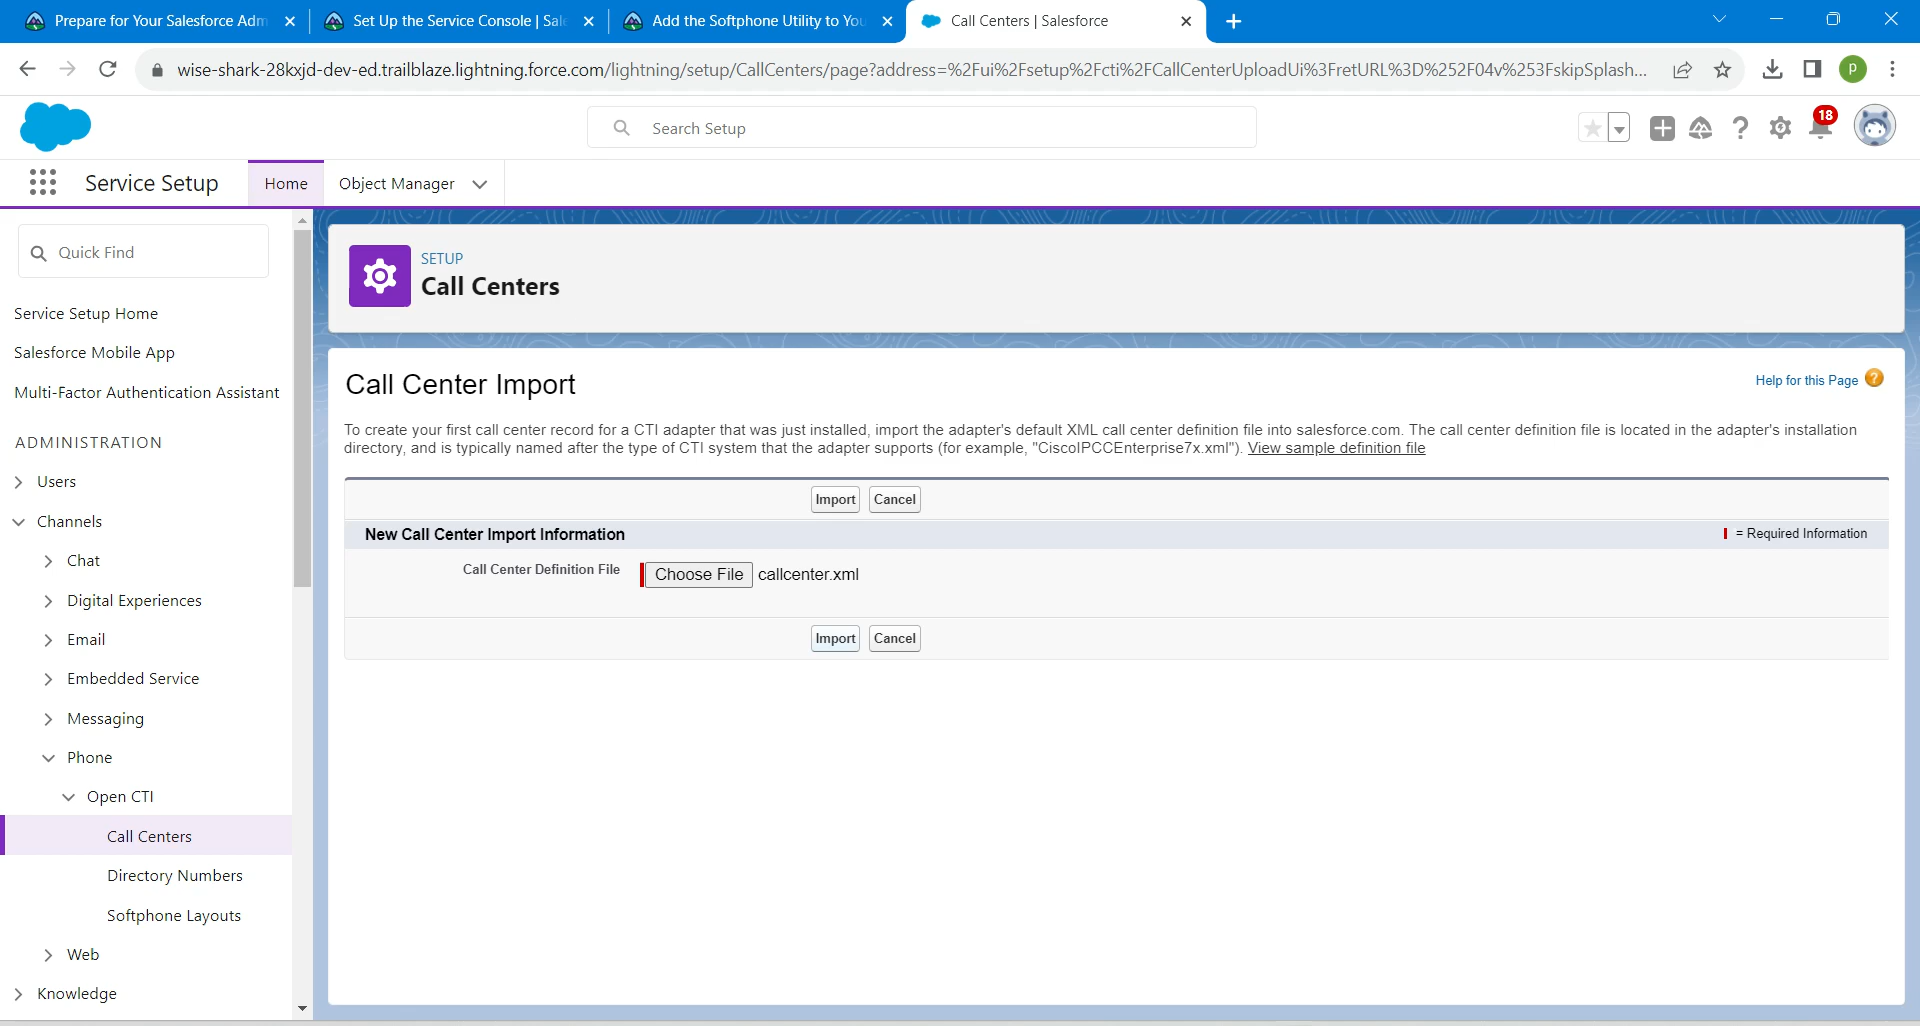 Prepare for Your Salesforce Adm
Set Up the Service Console | Sal
Add the Softphone Utility to You
Call Centers | Salesforce
wise-shark-28kxjd-dev-ed.trailblaze.lightning.force.com/lightning/setup/CallCenters/page?address=%2Fui%2Fsetup%2Fcti%2FCallCenterUploadUi%3FretURL%3D%252F04v%253FskipSplash...
P
Search Setup
18
Service Setup
Home
Object Manager
Quick Find
Service Setup Home
Salesforce Mobile App
Multi-Factor Authentication Assistant
ADMINISTRATION
Users
Channels
Chat
Digital Experiences
Email
Embedded Service
Messaging
Phone
Open CTI
Call Centers
Directory Numbers
Softphone Layouts
Web
Knowledge
SETUP
Call Centers
Call Center Import
Help for this Page ?
To create your first call center record for a CTI adapter that was just installed, import the adapter's default XML call center definition file into salesforce.com. The call center definition file is located in the adapter's installation
directory, and is typically named after the type of CTI system that the adapter supports (for example, "CiscoIPCCEnterprise7x.xml"). View sample definition file
Import Cancel
New Call Center Import Information
= Required Information
Call Center Definition File
Choose File callcenter.xml
Import Cancel